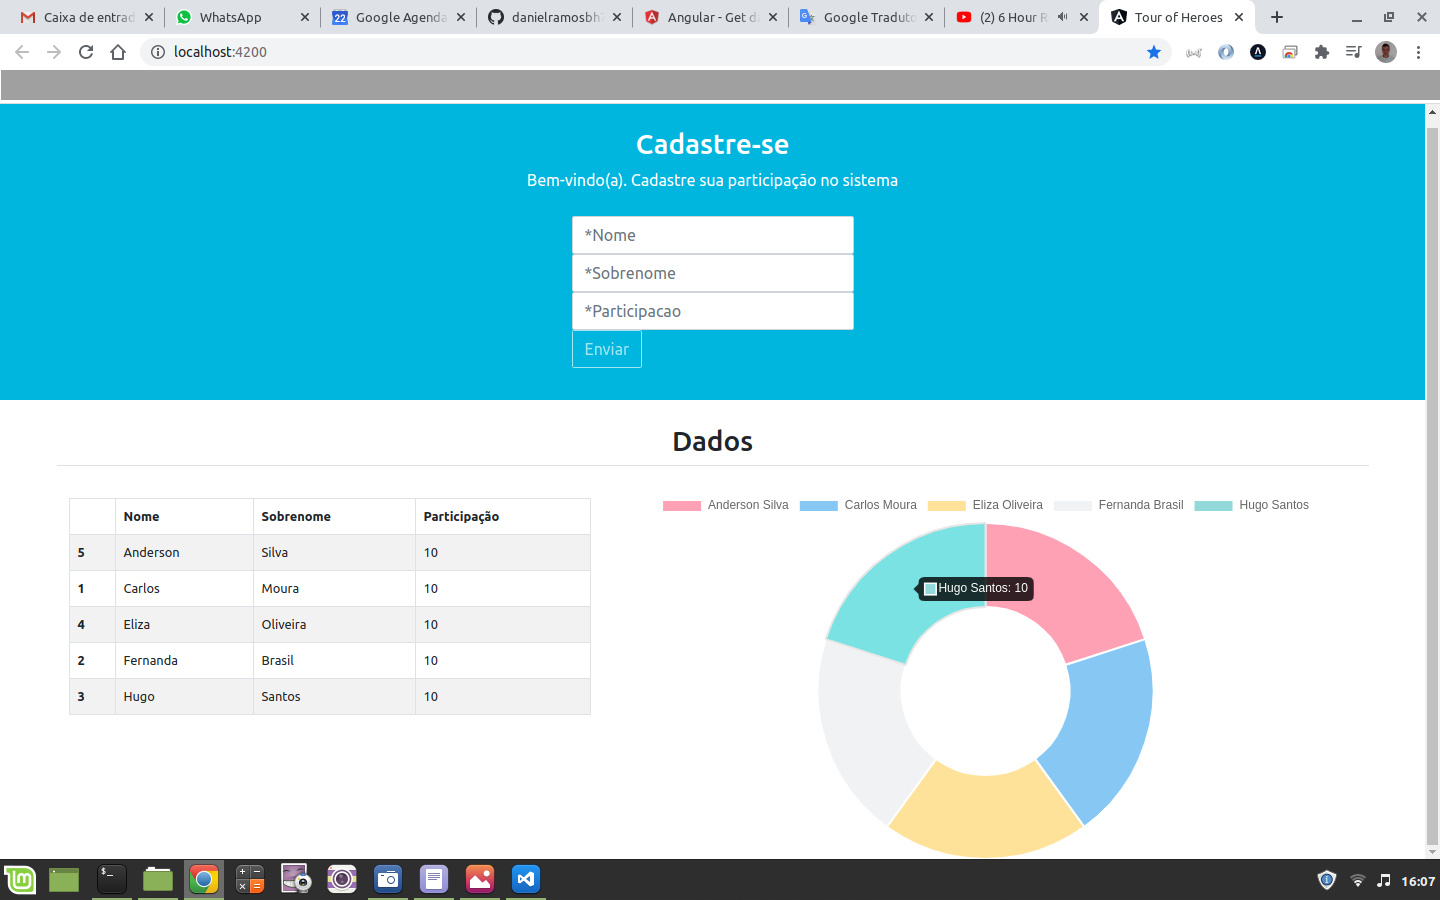 Caixa de entrad
WhatsApp
Google Agenda
danielramosbh
Angular - Get d
Google Traduto
(2) 6 Hour R
Tour of Heroes
localhost:4200
Cadastre-se
Bem-vindo(a). Cadastre sua participação no sistema
*Nome
*Sobrenome
*Participacao
Enviar
Dados
Nome Sobrenome Participação
5 Anderson Silva 10
1 Carlos Moura 10
4 Eliza Oliveira 10
2 Fernanda Brasil 10
3 Hugo Santos 10
Anderson Silva Carlos Moura Eliza Oliveira Fernanda Brasil Hugo Santos
Hugo Santos: 10
16:07